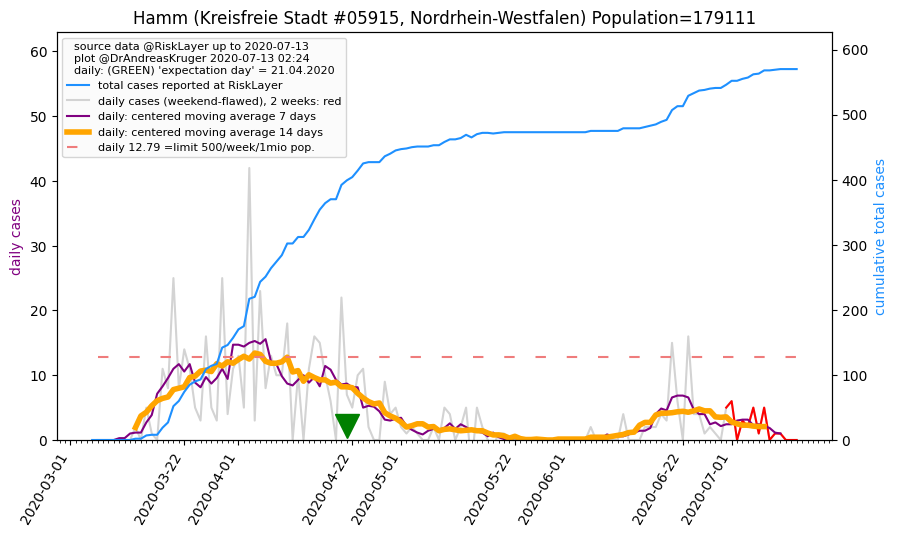 Hamm (Kreisfreie Stadt #05915, Nordrhein-Westfalen) Population=179111
source data @RiskLayer up to 2020-07-13
plot @DrAndreasKruger 2020-07-13 02:24
daily: (GREEN) 'expectation day' = 21.04.2020
total cases reported at RiskLayer
daily cases (weekend-flawed), 2 weeks: red
daily: centered moving average 7 days
daily: centered moving average 14 days
daily 12.79 =limit 500/week/1mio pop.
daily cases
60
50
40
30
20
10
0
cumulative total cases
600
500
400
300
200
100
0
2020-03-01
2020-03-22
2020-04-01
2020-04-22
2020-05-01
2020-05-22
2020-06-01
2020-06-22
2020-07-01